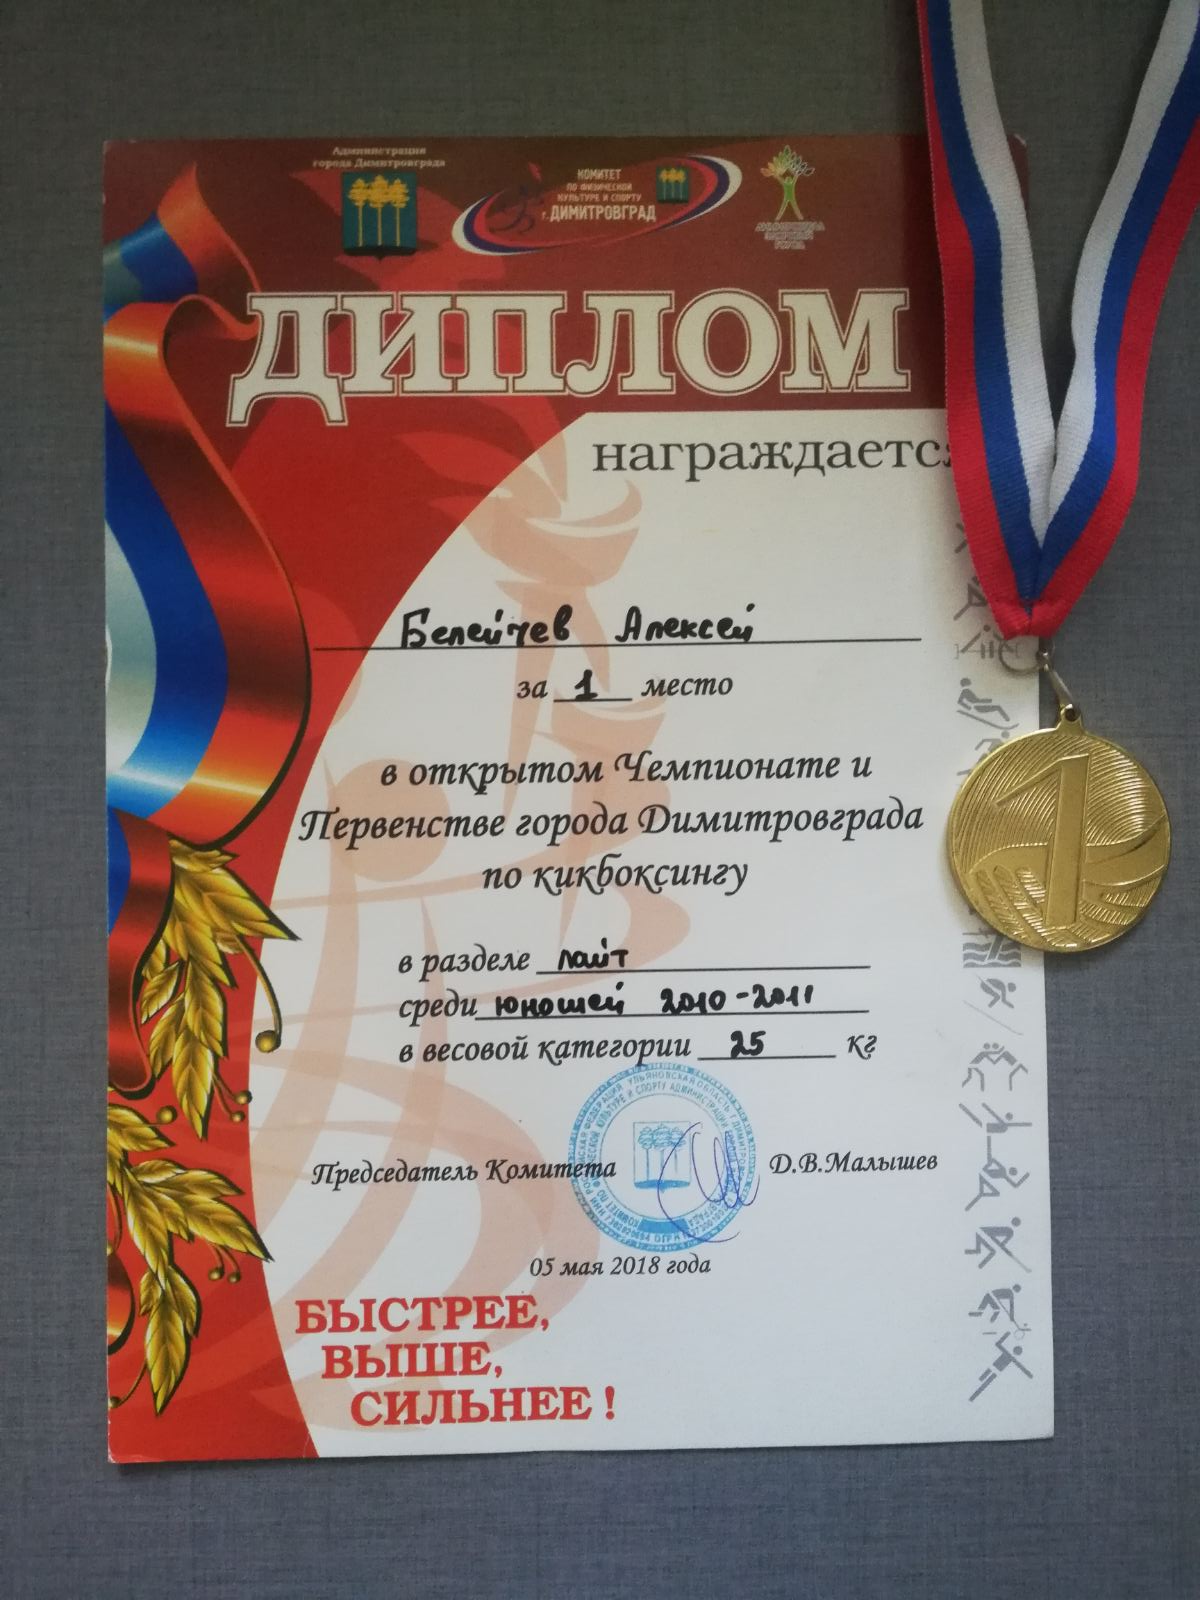 Администрация
города Димитровграда
КОМИТЕТ
ПО ФИЗИЧЕСКОЙ
КУЛЬТУРЕ И СПОРТУ
г. ДИМИТРОВГРАД
ДИПЛОМ
награждается
Белейчев Алексей
за 1 место
в открытом Чемпионате и
Первенстве города Димитровграда
по кикбоксингу
в разделе лайт
среди юношей 2010-2011
в весовой категории 25 кг
Председатель Комитета Д.В.Малышев
05 мая 2018 года
БЫСТРЕЕ,
ВЫШЕ,
СИЛЬНЕЕ !
1